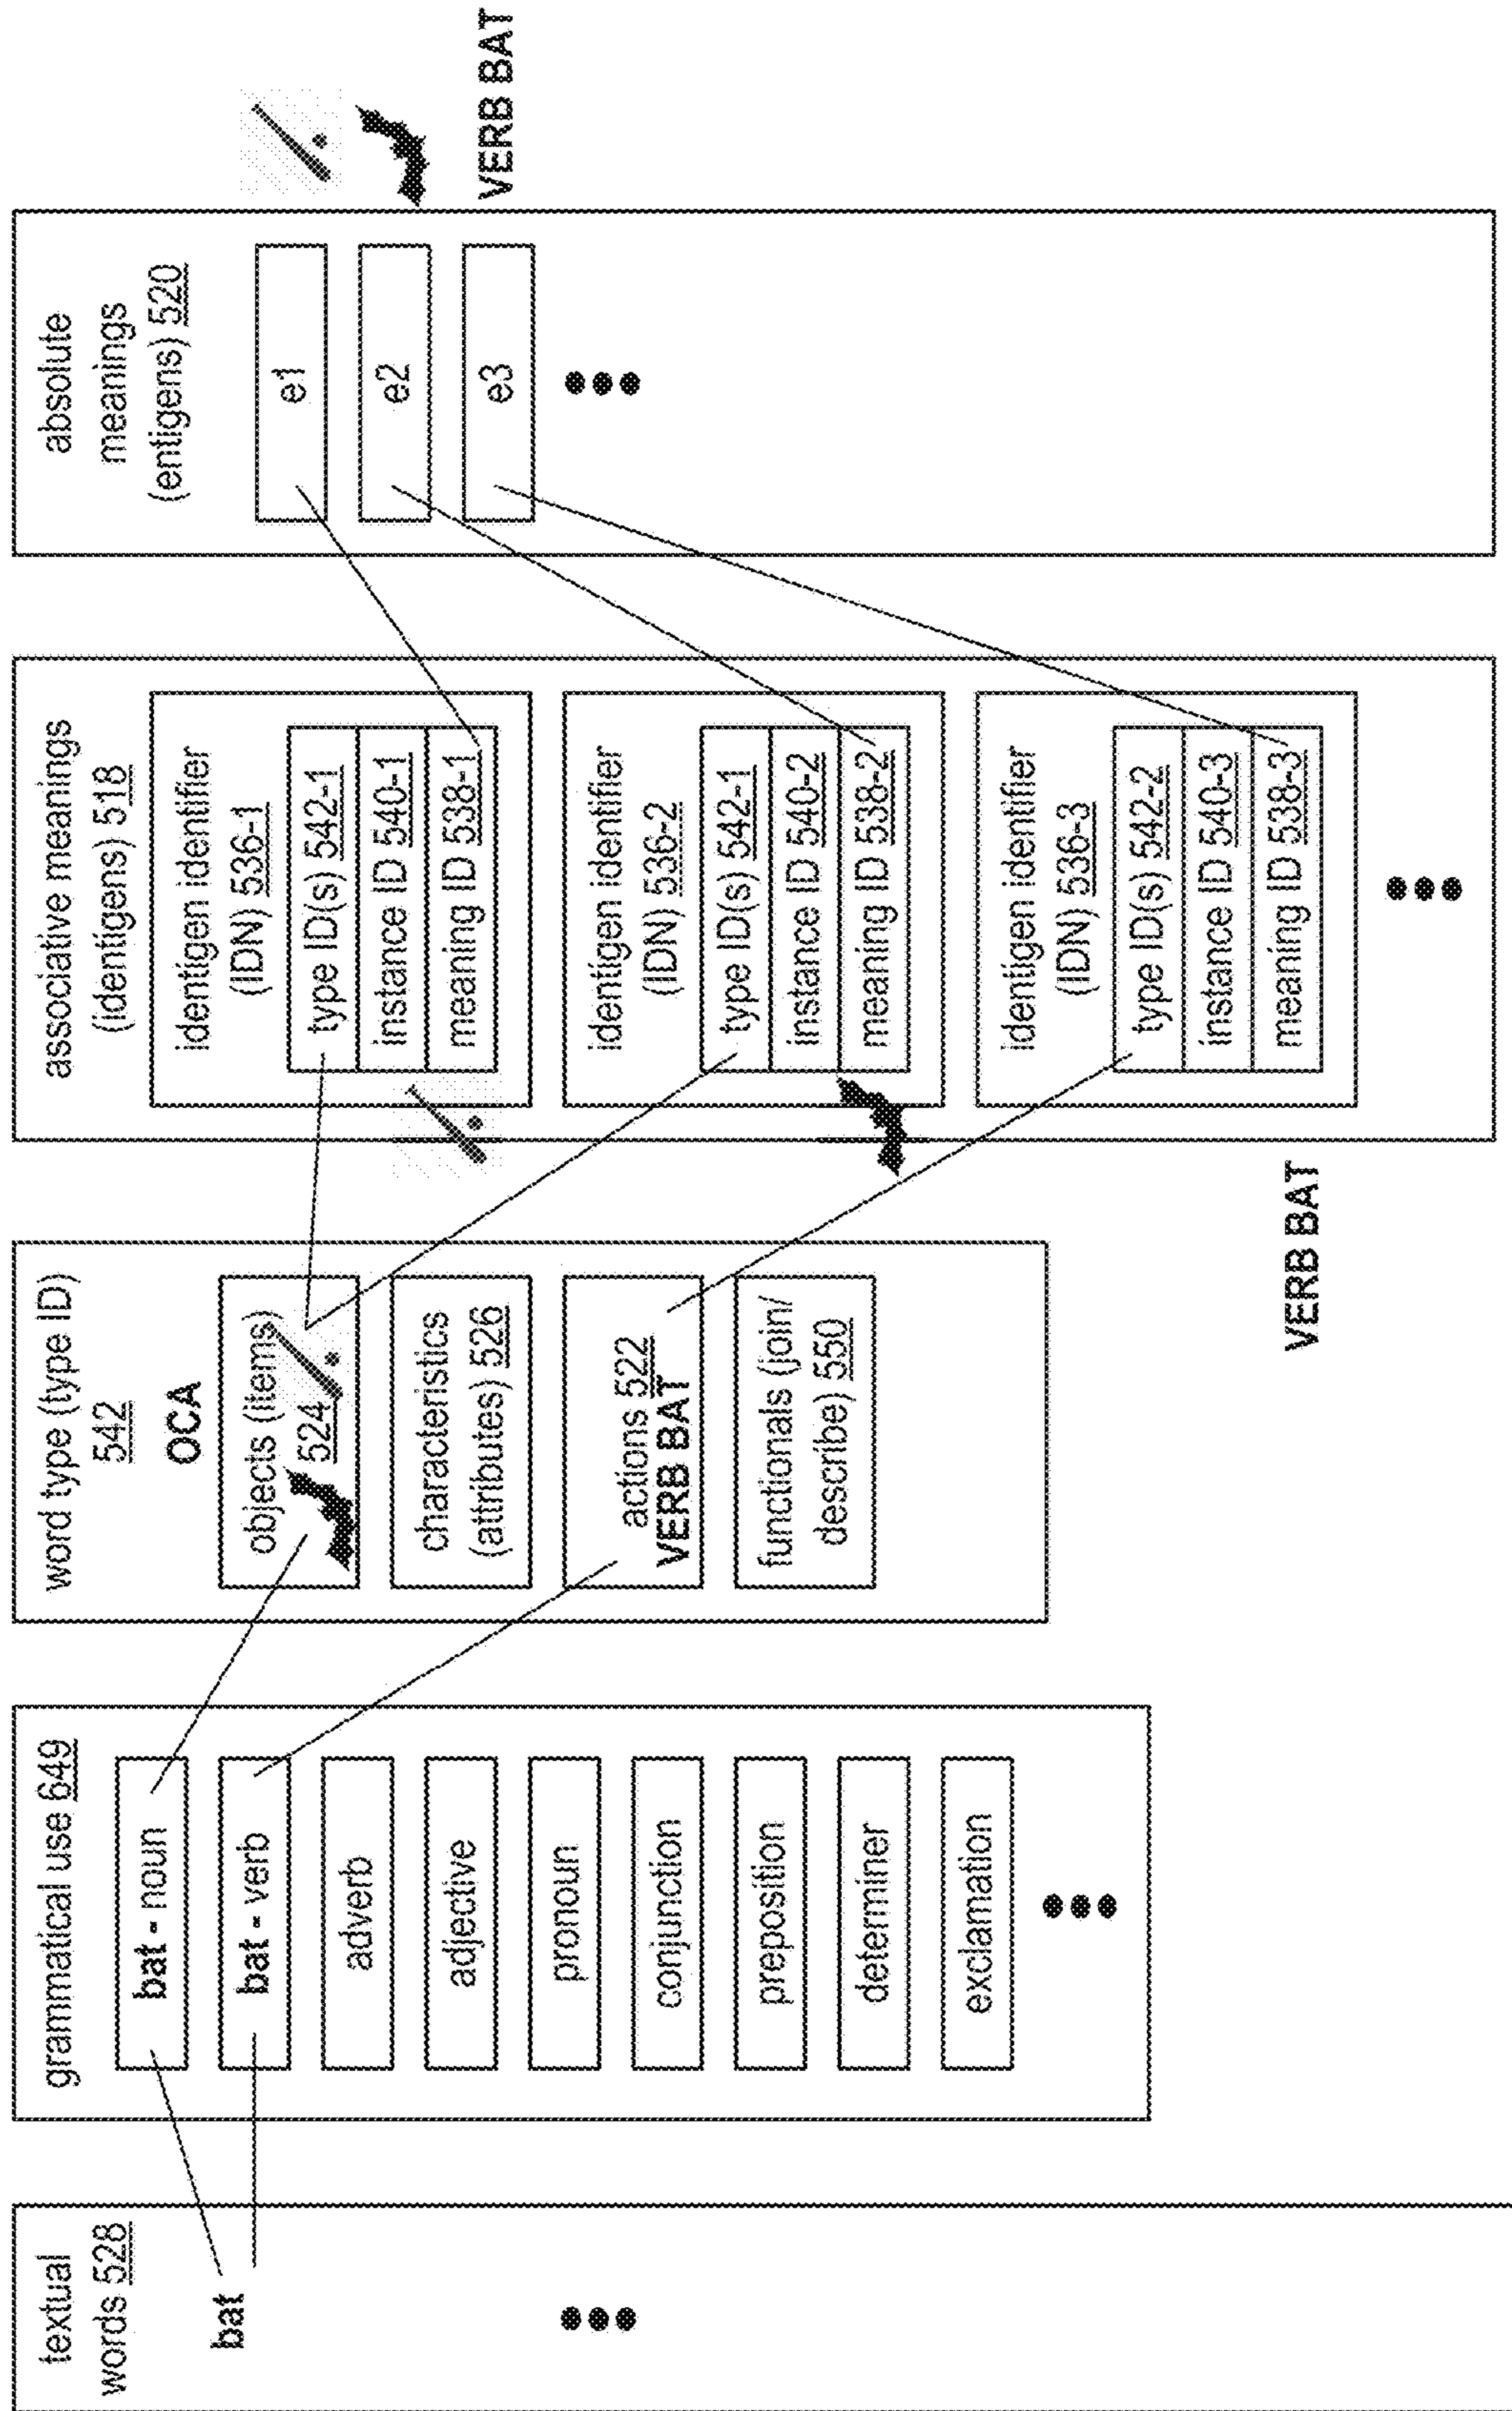 textual
words 528
bat
grammatical use 649
bat - noun
bat - verb
adverb
adjective
pronoun
conjunction
preposition
determiner
exclamation
word type (type ID)
542
OCA
objects (items)
524
characteristics
(attributes) 526
actions 522
VERB BAT
functionals (join/
describe) 550
associative meanings
(identigens) 518
identigen identifier
(IDN) 536-1
type ID(s) 542-1
instance ID 540-1
meaning ID 538-1
identigen identifier
(IDN) 536-2
type ID(s) 542-1
instance ID 540-2
meaning ID 538-2
identigen identifier
(IDN) 536-3
type ID(s) 542-2
instance ID 540-3
meaning ID 538-3
VERB BAT
absolute
meanings
(entigens) 520
e1
e2
e3
VERB BAT